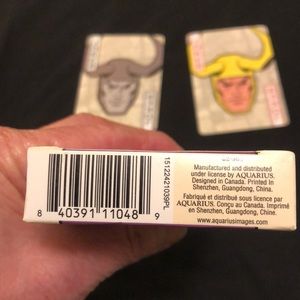 Manufactured and distributed
under license by AQUARIUS.
Designed in Canada. Printed In
Shenzhen, Guangdong, China.
Fabriqué et distribué sous licence par
AQUARIUS. Conçu au Canada. Imprimé
en Shenzhen, Guangdong, Chine.
www.aquariusimages.com
8 40391 11048 9